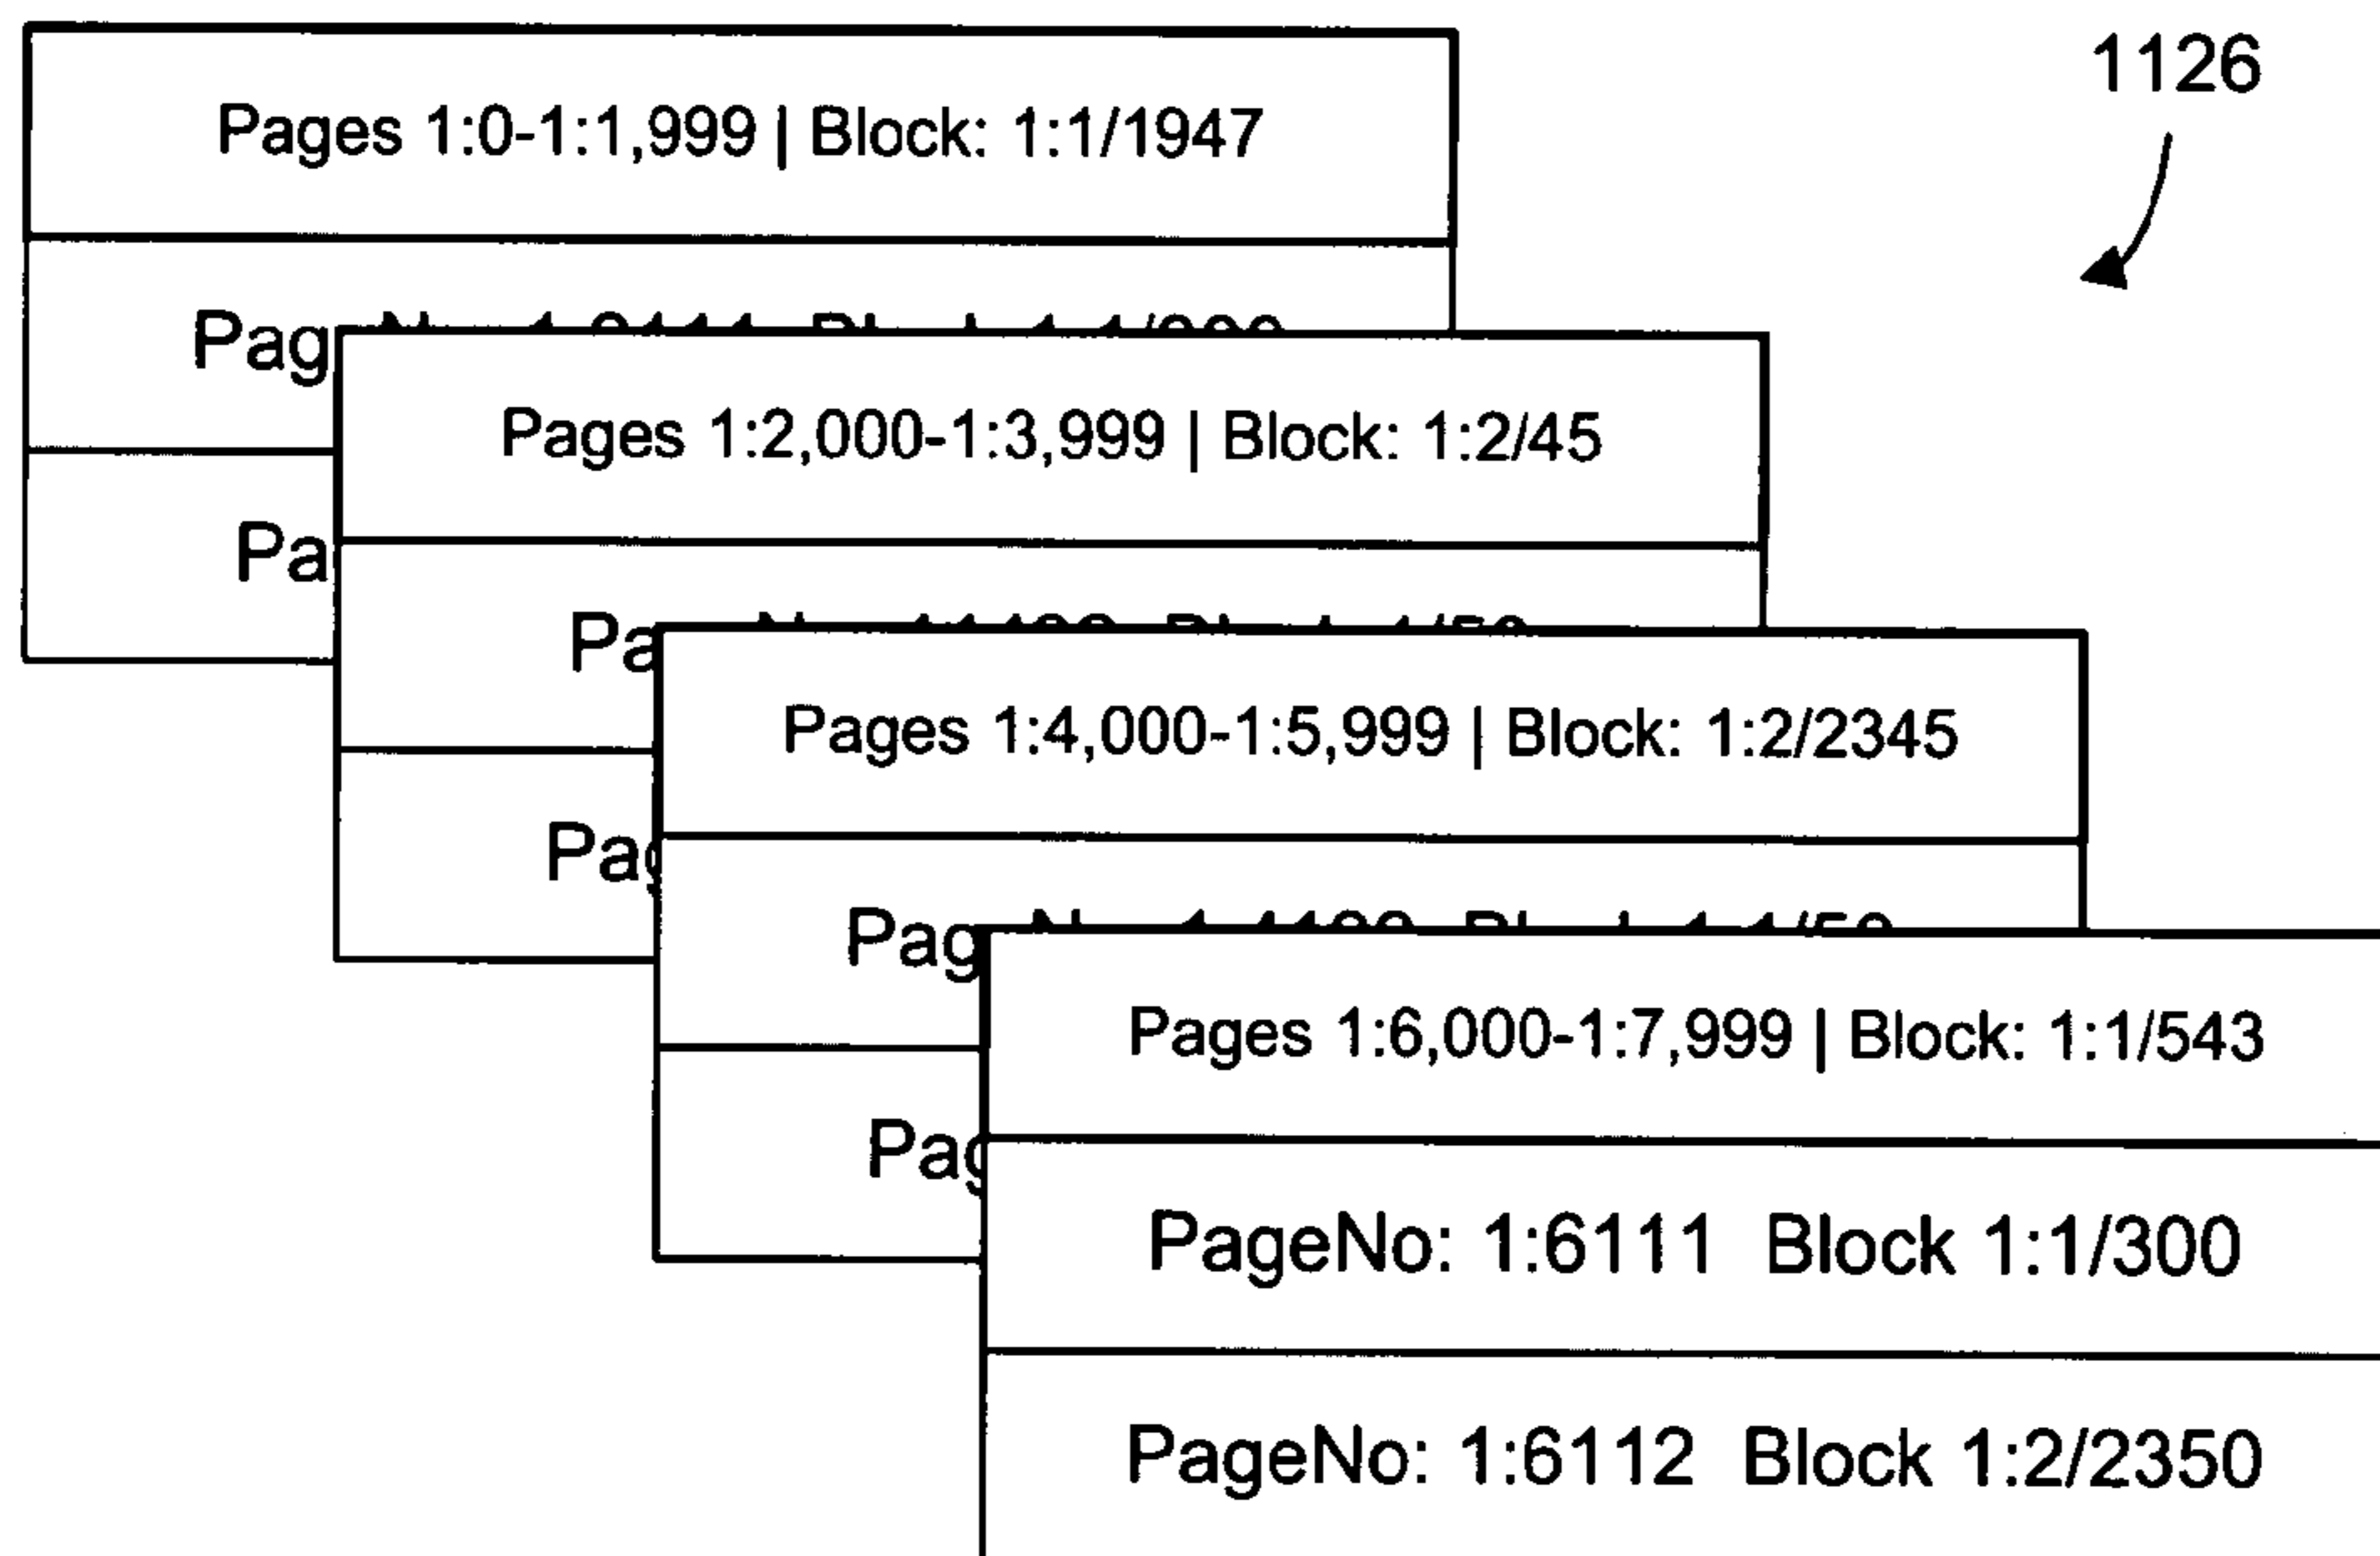 1126
Pages 1:0-1:1,999 | Block: 1:1/1947
Pages 1:2,000-1:3,999 | Block: 1:2/45
Pages 1:4,000-1:5,999 | Block: 1:2/2345
Pages 1:6,000-1:7,999 | Block: 1:1/543
PageNo: 1:6111 Block 1:1/300
PageNo: 1:6112 Block 1:2/2350